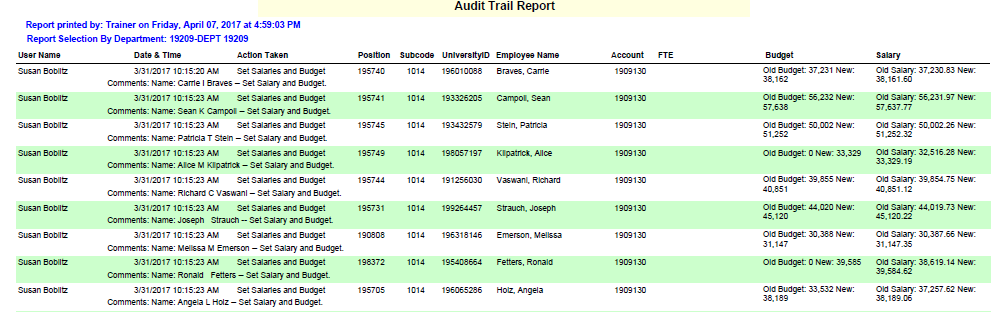 Audit Trail Report
Report printed by: Trainer on Friday, April 07, 2017 at 4:59:03 PM
Report Selection By Department: 19209-DEPT 19209
User Name Date & Time Action Taken Position Subcode UniversityID Employee Name Account FTE Budget Salary
Susan Boblitz 3/31/2017 10:15:20 AM Set Salaries and Budget 195740 1014 196010088 Braves, Carrie 1909130 Old Budget: 37,231 New: Old Salary: 37,230.83 New:
Comments: Name: Carrie I Braves -- Set Salary and Budget. 38,162 38,161.60
Susan Boblitz 3/31/2017 10:15:23 AM Set Salaries and Budget 195741 1014 193326205 Campoll, Sean 1909130 Old Budget: 56,232 New: Old Salary: 56,231.97 New:
Comments: Name: Sean K Campoll -- Set Salary and Budget. 57,638 57,637.77
Susan Boblitz 3/31/2017 10:15:23 AM Set Salaries and Budget 195745 1014 193432579 Stein, Patricia 1909130 Old Budget: 50,002 New: Old Salary: 50,002.26 New:
Comments: Name: Patricia T Stein -- Set Salary and Budget. 51,252 51,252.32
Susan Boblitz 3/31/2017 10:15:23 AM Set Salaries and Budget 195749 1014 198057197 Kilpatrick, Alice 1909130 Old Budget: 0 New: 33,329 Old Salary: 32,516.28 New:
Comments: Name: Alice M Kilpatrick -- Set Salary and Budget. 33,329.19
Susan Boblitz 3/31/2017 10:15:23 AM Set Salaries and Budget 195744 1014 191256030 Vaswani, Richard 1909130 Old Budget: 39,855 New: Old Salary: 39,854.75 New:
Comments: Name: Richard C Vaswani -- Set Salary and Budget. 40,851 40,851.12
Susan Boblitz 3/31/2017 10:15:23 AM Set Salaries and Budget 195731 1014 199264457 Strauch, Joseph 1909130 Old Budget: 44,020 New: Old Salary: 44,019.73 New:
Comments: Name: Joseph Strauch -- Set Salary and Budget. 45,120 45,120.22
Susan Boblitz 3/31/2017 10:15:23 AM Set Salaries and Budget 190808 1014 196318146 Emerson, Melissa 1909130 Old Budget: 30,388 New: Old Salary: 30,387.66 New:
Comments: Name: Melissa M Emerson -- Set Salary and Budget. 31,147 31,147.35
Susan Boblitz 3/31/2017 10:15:23 AM Set Salaries and Budget 198372 1014 195408664 Fetters, Ronald 1909130 Old Budget: 0 New: 39,585 Old Salary: 38,619.14 New:
Comments: Name: Ronald Fetters -- Set Salary and Budget. 39,584.62
Susan Boblitz 3/31/2017 10:15:23 AM Set Salaries and Budget 195705 1014 196065286 Holz, Angela 1909130 Old Budget: 33,532 New: Old Salary: 37,257.62 New:
Comments: Name: Angela L Holz -- Set Salary and Budget. 38,189 38,189.06